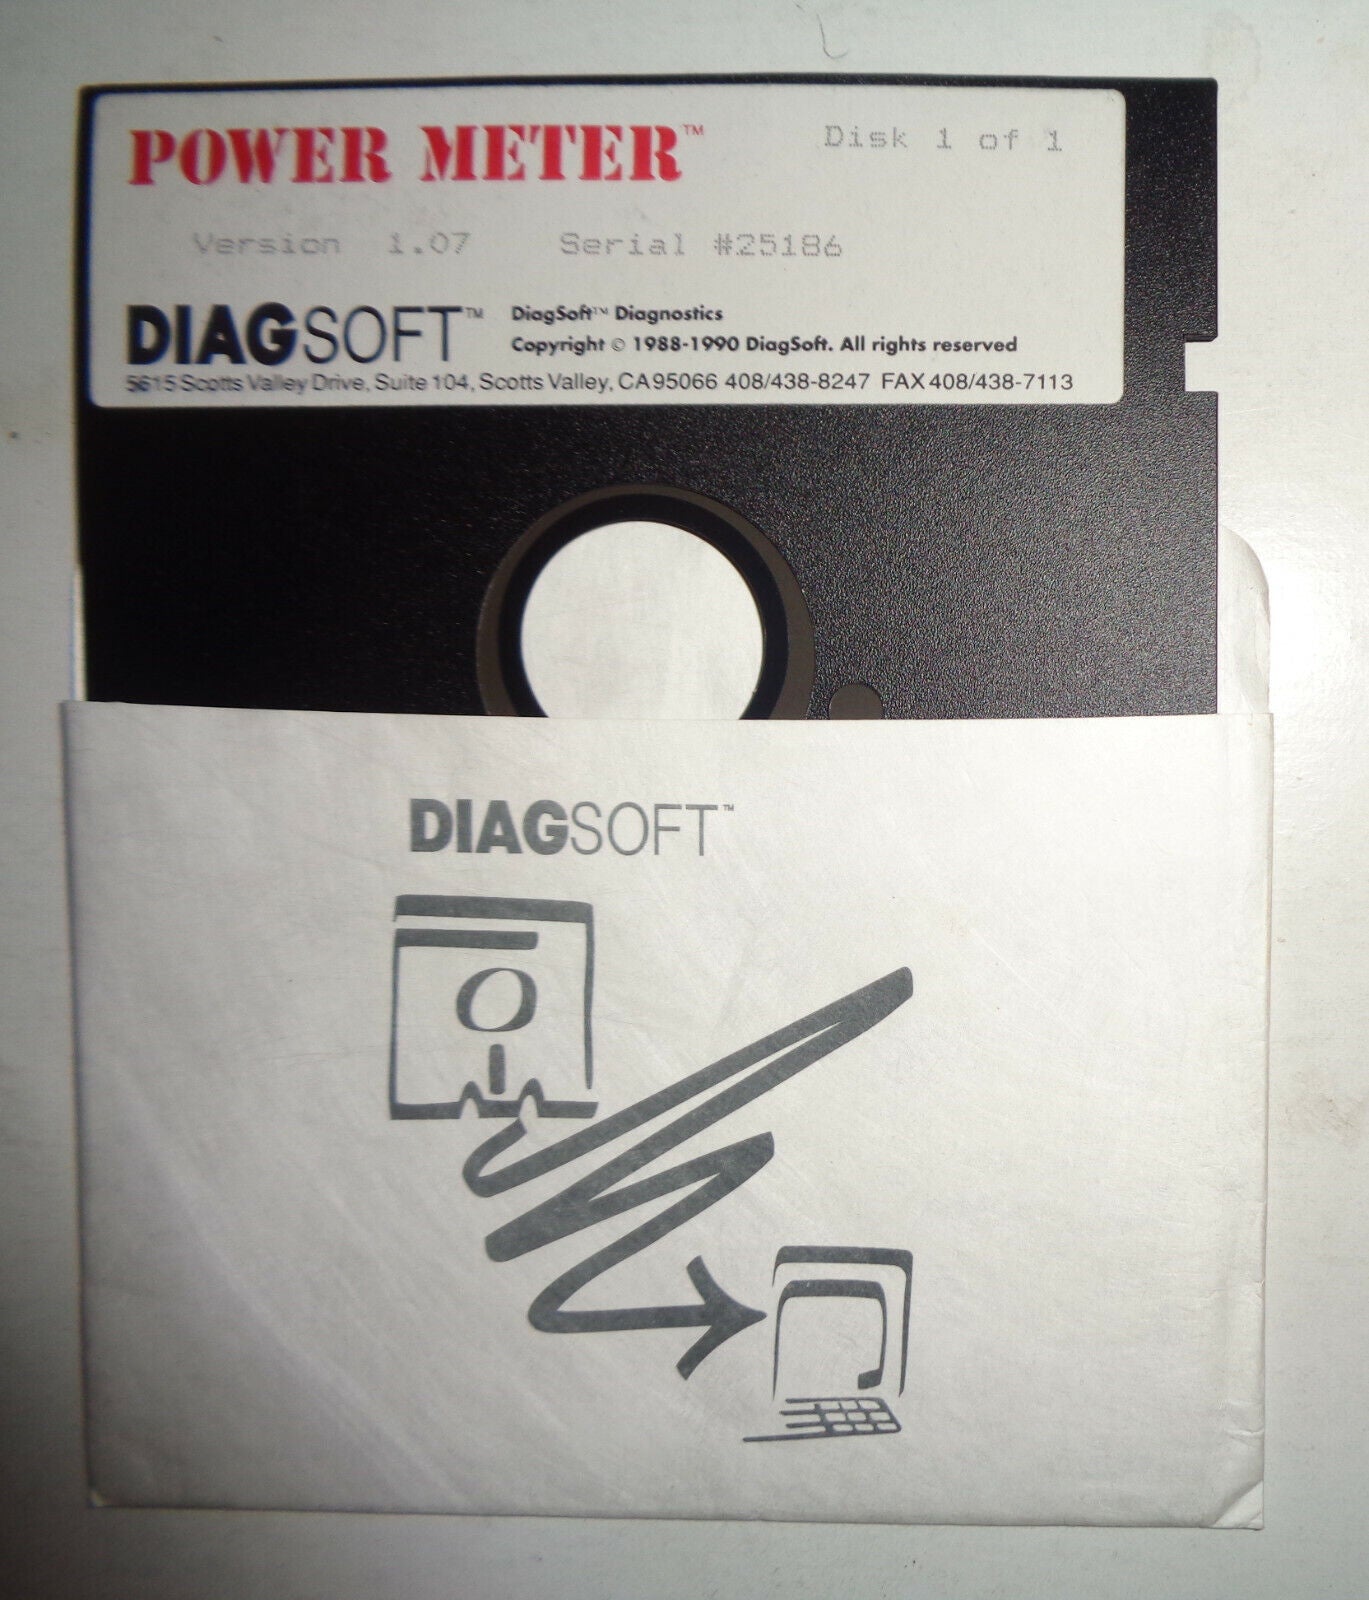 POWER METER™ Disk 1 of 1
Version 1.07 Serial #25186
DIAGSOFT™ DiagSoft™ Diagnostics
Copyright © 1988-1990 DiagSoft. All rights reserved
5615 Scotts Valley Drive, Suite 104, Scotts Valley, CA 95066 408/438-8247 FAX 408/438-7113
DIAGSOFT™